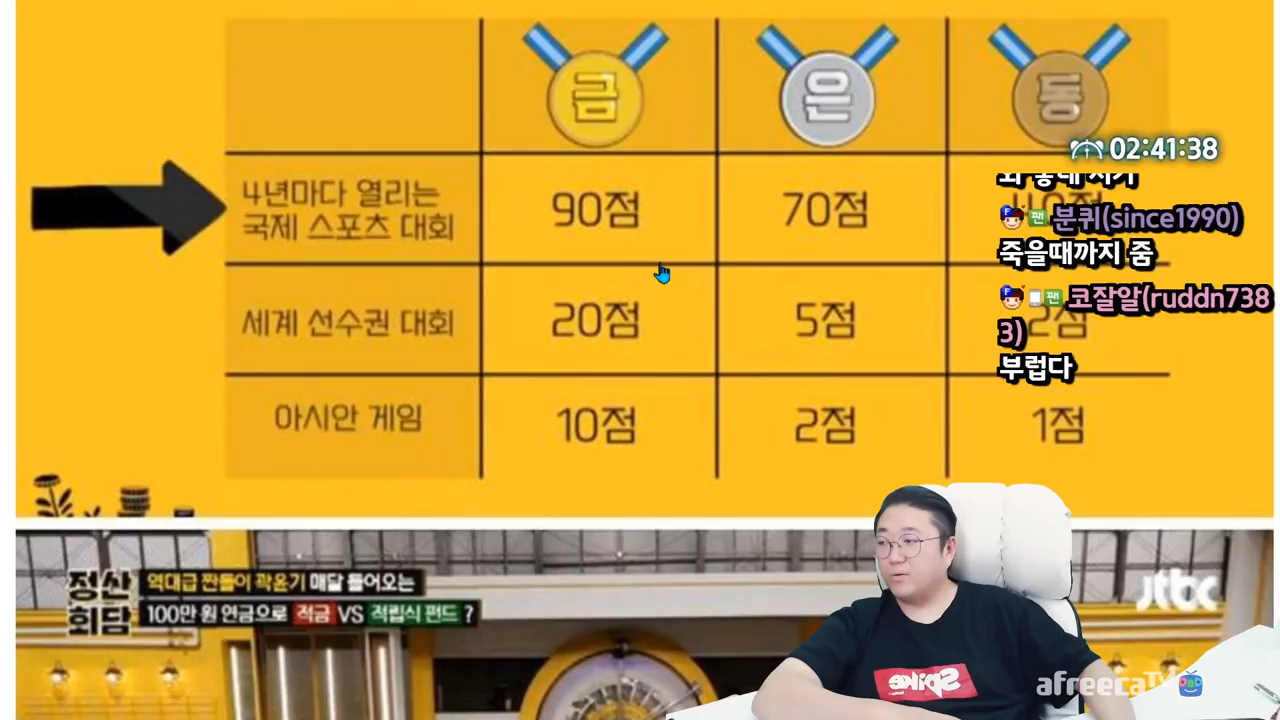 금 은 동
02:41:38
4년마다 열리는
국제 스포츠 대회
90점 70점
분퀴(since1990)
죽을때까지 줌
세계 선수권 대회
20점 5점 2점
코잘알(ruddn738
3)
부럽다
아시안 게임
10점 2점 1점
정산
회담
역대급 짠돌이 곽윤기 매달 들어오는
100만 원 연금으로 적금 VS 적립식 펀드 ?
jtbc
Spike
afreecaTV